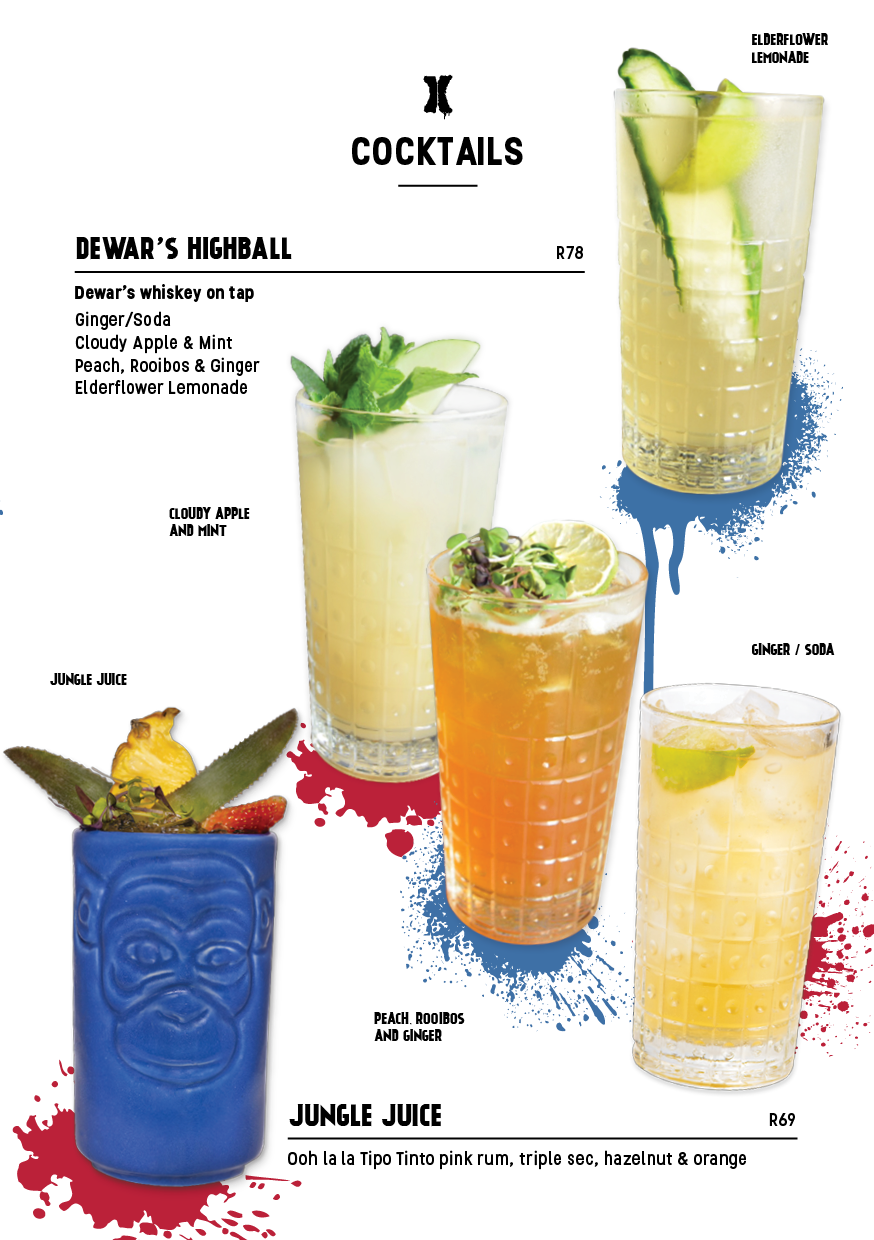 ELDERFLOWER
LEMONADE
COCKTAILS
DEWAR'S HIGHBALL R78
Dewar's whiskey on tap
Ginger/Soda
Cloudy Apple & Mint
Peach, Rooibos & Ginger
Elderflower Lemonade
CLOUDY APPLE
AND MINT
GINGER / SODA
JUNGLE JUICE
PEACH, ROOIBOS
AND GINGER
JUNGLE JUICE R69
Ooh la la Tipo Tinto pink rum, triple sec, hazelnut & orange